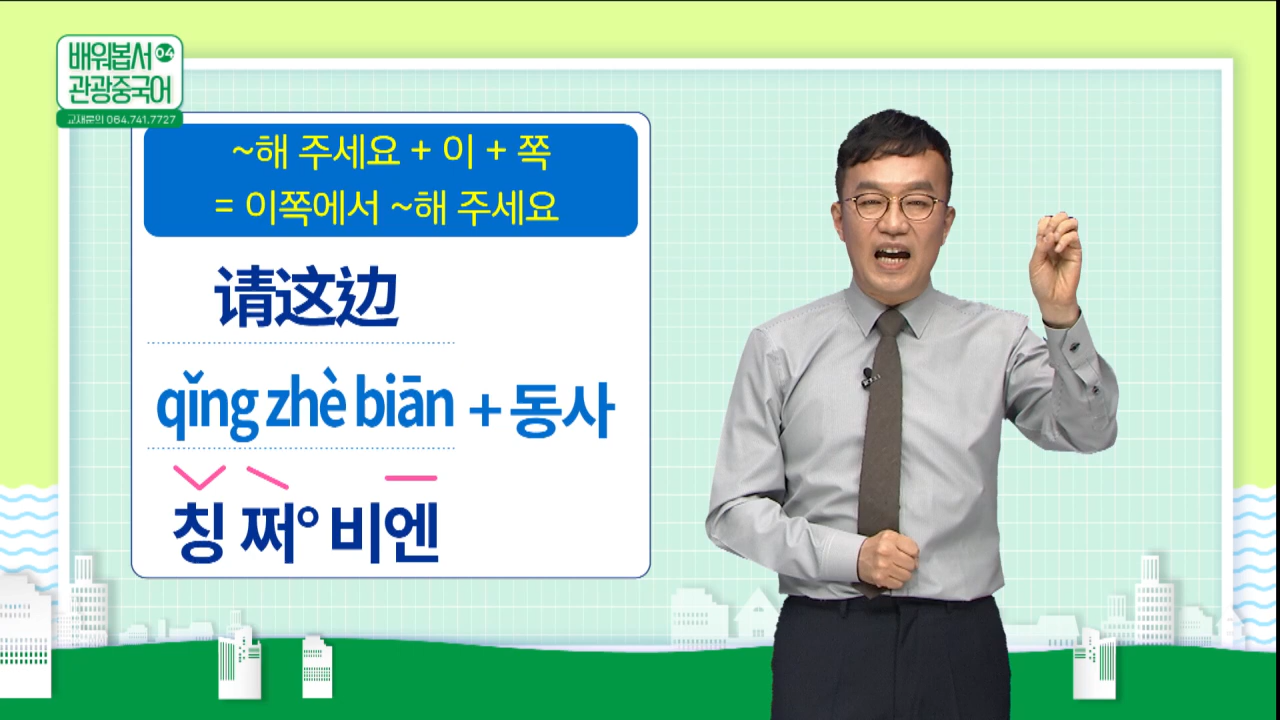 배워봅서 04
관광중국어
교재문의 064.741.7727
~해 주세요 + 이 + 쪽
= 이쪽에서 ~해 주세요
请这边
qǐng zhè biān + 동사
칭 쩌° 비엔